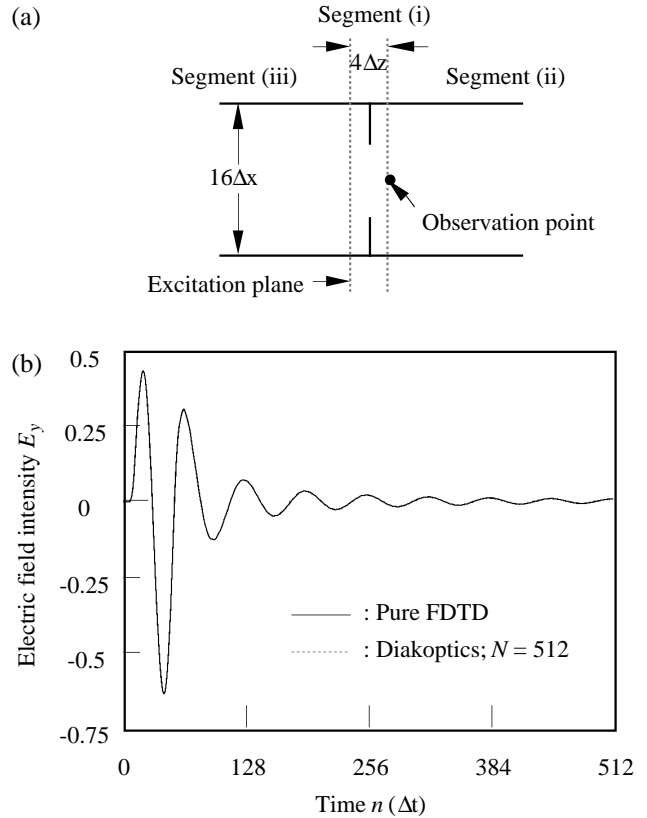 (a)
Segment (i)
4Δz
Segment (iii)
Segment (ii)
16Δx
Observation point
Excitation plane
(b)
Electric field intensity E_y
0.5
0.25
0
-0.25
-0.5
-0.75
: Pure FDTD
: Diakoptics; N = 512
0 128 256 384 512
Time n (Δt)